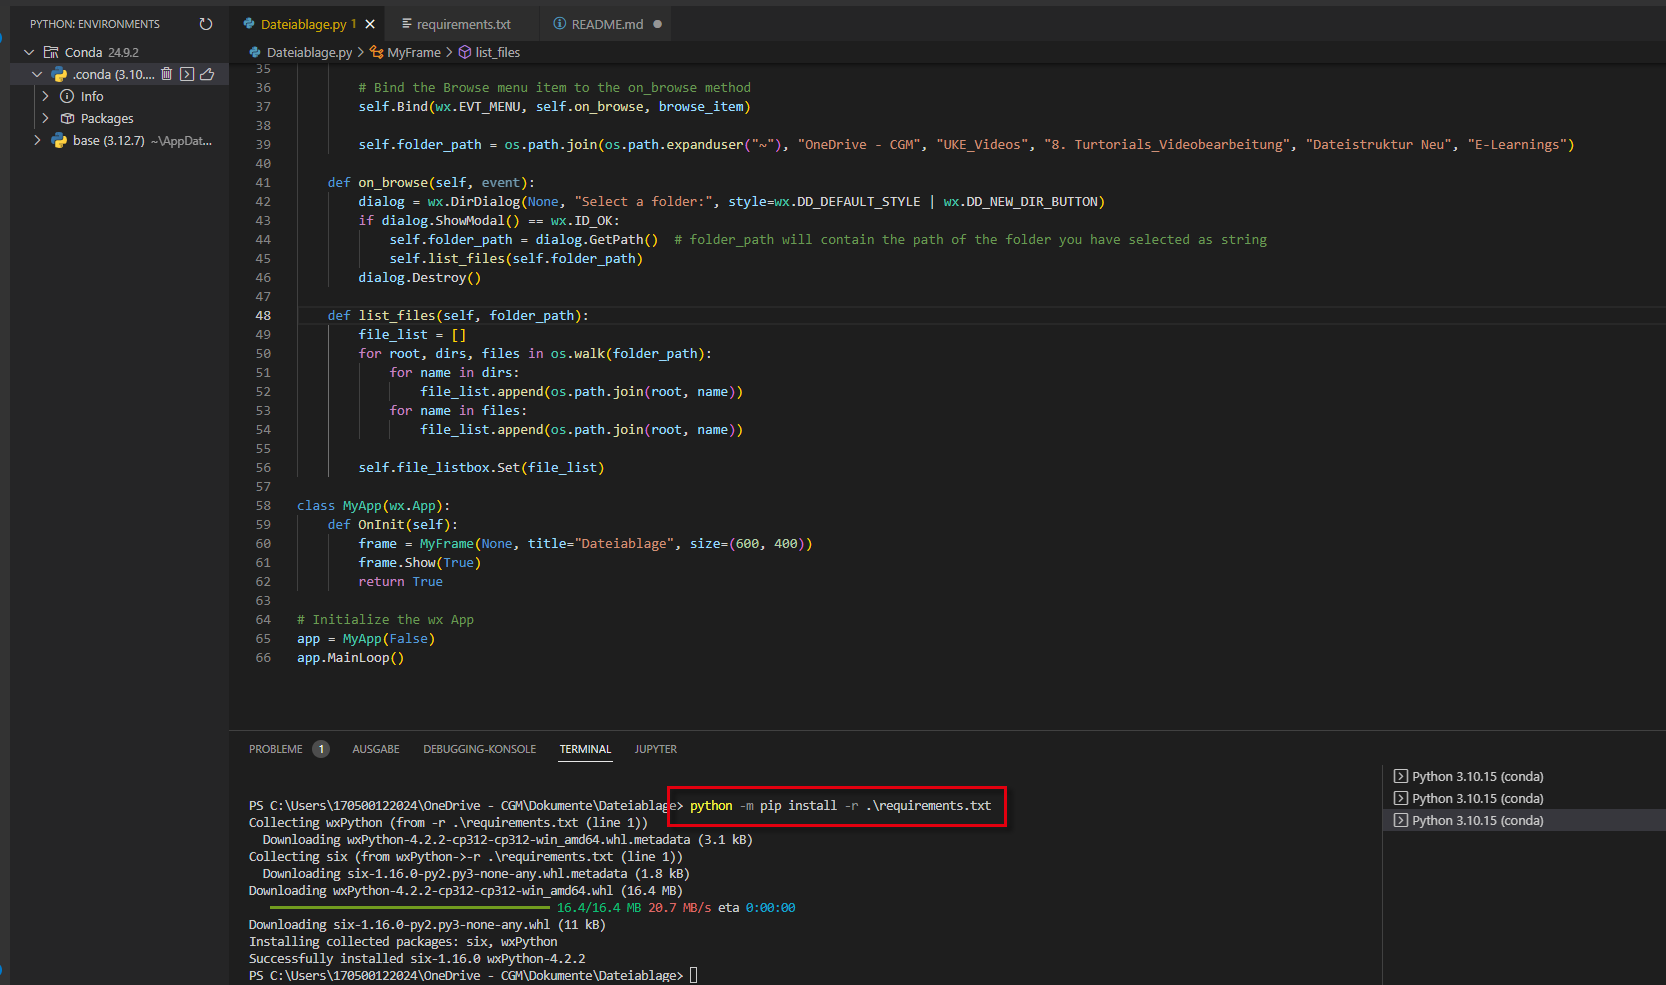 PYTHON: ENVIRONMENTS
Conda 24.9.2
.conda (3.10....
Info
Packages
base (3.12.7) ~\AppDat...
Dateiablage.py 1
requirements.txt
README.md
Dateiablage.py > MyFrame > list_files
35
36 # Bind the Browse menu item to the on_browse method
37 self.Bind(wx.EVT_MENU, self.on_browse, browse_item)
38
39 self.folder_path = os.path.join(os.path.expanduser("~"), "OneDrive - CGM", "UKE_Videos", "8. Turtorials_Videobearbeitung", "Dateistruktur Neu", "E-Learnings")
40
41 def on_browse(self, event):
42 dialog = wx.DirDialog(None, "Select a folder:", style=wx.DD_DEFAULT_STYLE | wx.DD_NEW_DIR_BUTTON)
43 if dialog.ShowModal() == wx.ID_OK:
44 self.folder_path = dialog.GetPath() # folder_path will contain the path of the folder you have selected as string
45 self.list_files(self.folder_path)
46 dialog.Destroy()
47
48 def list_files(self, folder_path):
49 file_list = []
50 for root, dirs, files in os.walk(folder_path):
51 for name in dirs:
52 file_list.append(os.path.join(root, name))
53 for name in files:
54 file_list.append(os.path.join(root, name))
55
56 self.file_listbox.Set(file_list)
57
58 class MyApp(wx.App):
59 def OnInit(self):
60 frame = MyFrame(None, title="Dateiablage", size=(600, 400))
61 frame.Show(True)
62 return True
63
64 # Initialize the wx App
65 app = MyApp(False)
66 app.MainLoop()
PROBLEME 1 AUSGABE DEBUGGING-KONSOLE TERMINAL JUPYTER
PS C:\Users\170500122024\OneDrive - CGM\Dokumente\Dateiablage> python -m pip install -r .\requirements.txt
Collecting wxPython (from -r .\requirements.txt (line 1))
Downloading wxPython-4.2.2-cp312-cp312-win_amd64.whl.metadata (3.1 kB)
Collecting six (from wxPython->-r .\requirements.txt (line 1))
Downloading six-1.16.0-py2.py3-none-any.whl.metadata (1.8 kB)
Downloading wxPython-4.2.2-cp312-cp312-win_amd64.whl (16.4 MB)
16.4/16.4 MB 20.7 MB/s eta 0:00:00
Downloading six-1.16.0-py2.py3-none-any.whl (11 kB)
Installing collected packages: six, wxPython
Successfully installed six-1.16.0 wxPython-4.2.2
PS C:\Users\170500122024\OneDrive - CGM\Dokumente\Dateiablage>
Python 3.10.15 (conda)
Python 3.10.15 (conda)
Python 3.10.15 (conda)